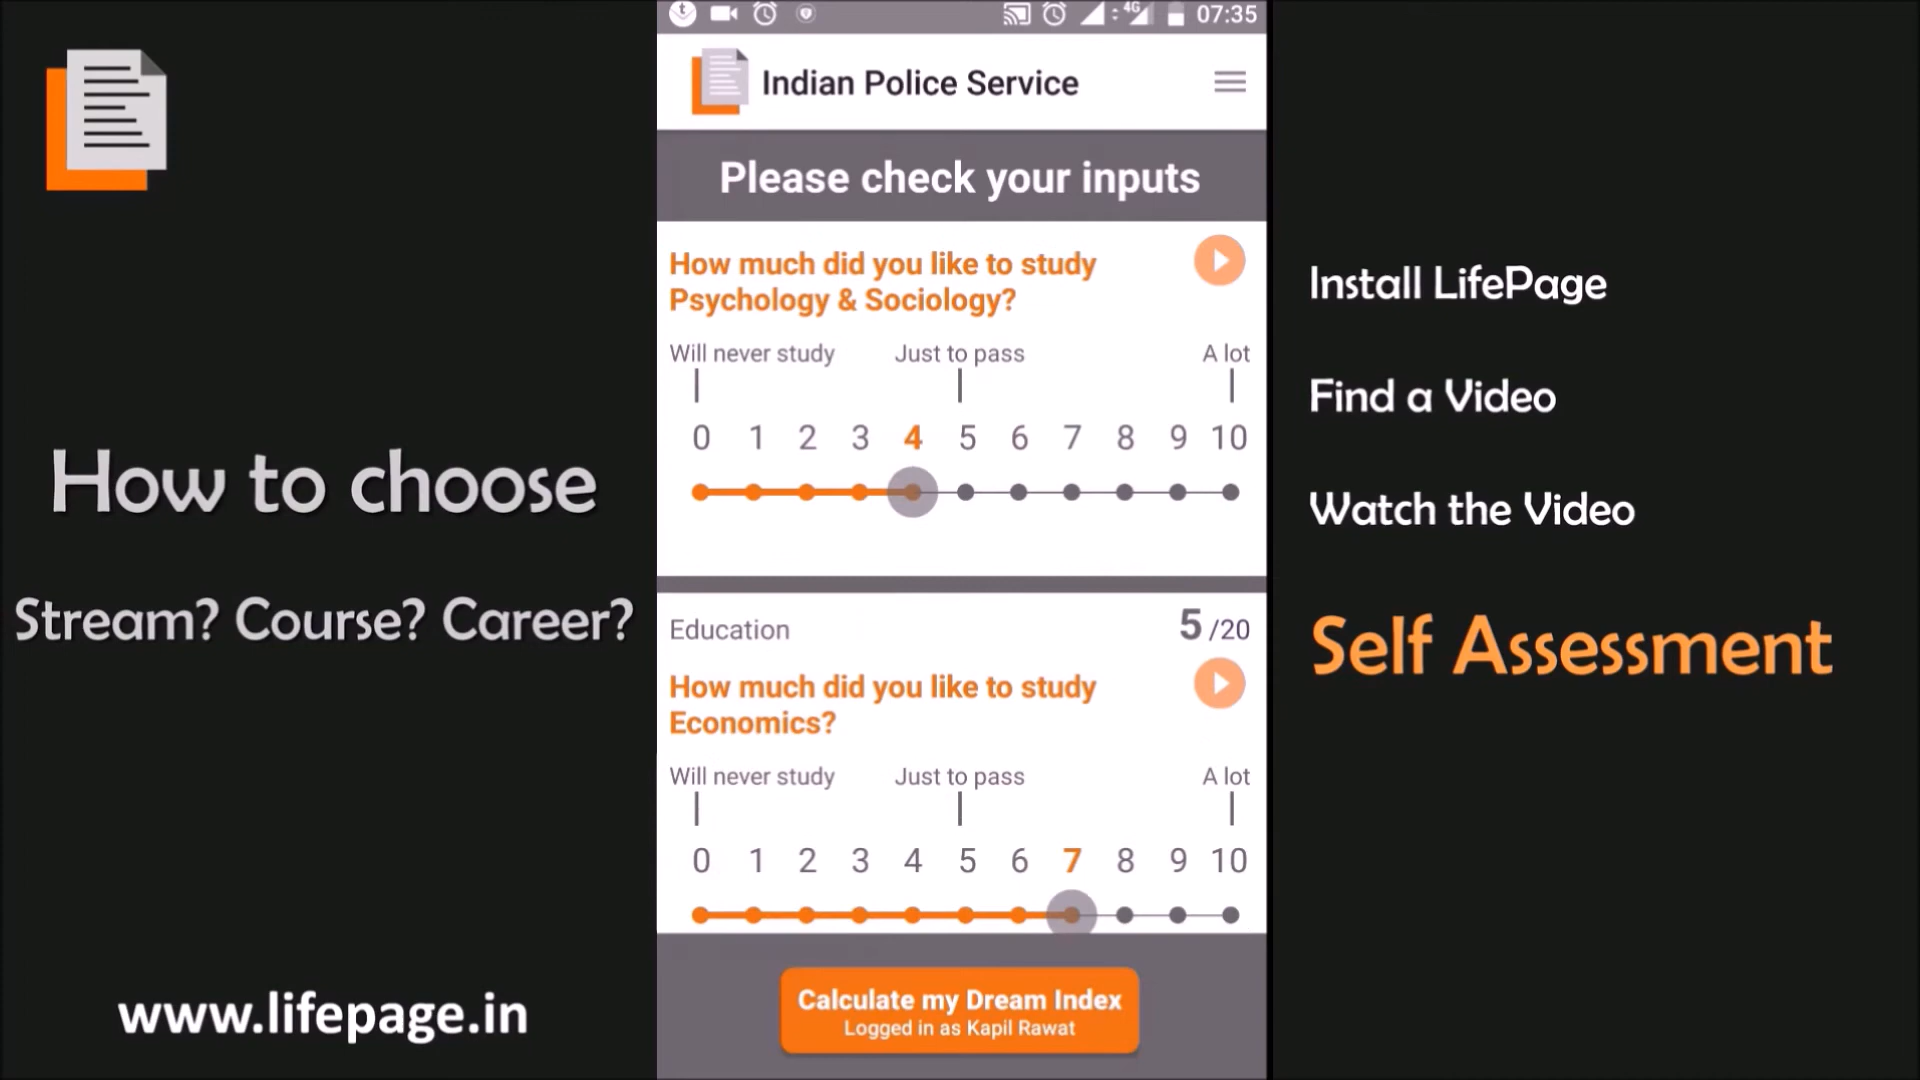 How to choose
Stream? Course? Career?
www.lifepage.in
4G
07:35
Indian Police Service
Please check your inputs
How much did you like to study
Psychology & Sociology?
Will never study Just to pass A lot
0 1 2 3 4 5 6 7 8 9 10
Education 5 /20
How much did you like to study
Economics?
Will never study Just to pass A lot
0 1 2 3 4 5 6 7 8 9 10
Calculate my Dream Index
Logged in as Kapil Rawat
Install LifePage
Find a Video
Watch the Video
Self Assessment